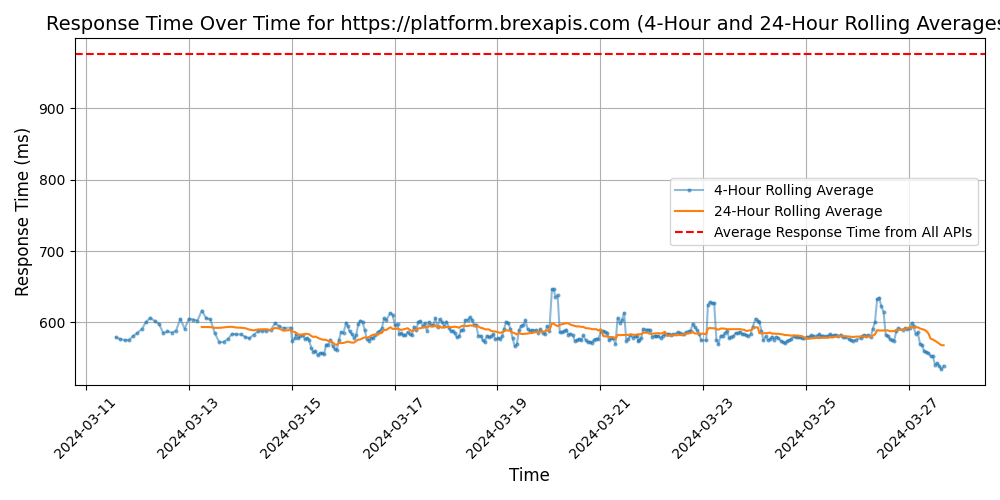 Response Time Over Time for https://platform.brexapis.com (4-Hour and 24-Hour Rolling Averages
Response Time (ms)
900
800
700
600
4-Hour Rolling Average
24-Hour Rolling Average
Average Response Time from All APIs
2024-03-11
2024-03-13
2024-03-15
2024-03-17
2024-03-19
2024-03-21
2024-03-23
2024-03-25
2024-03-27
Time